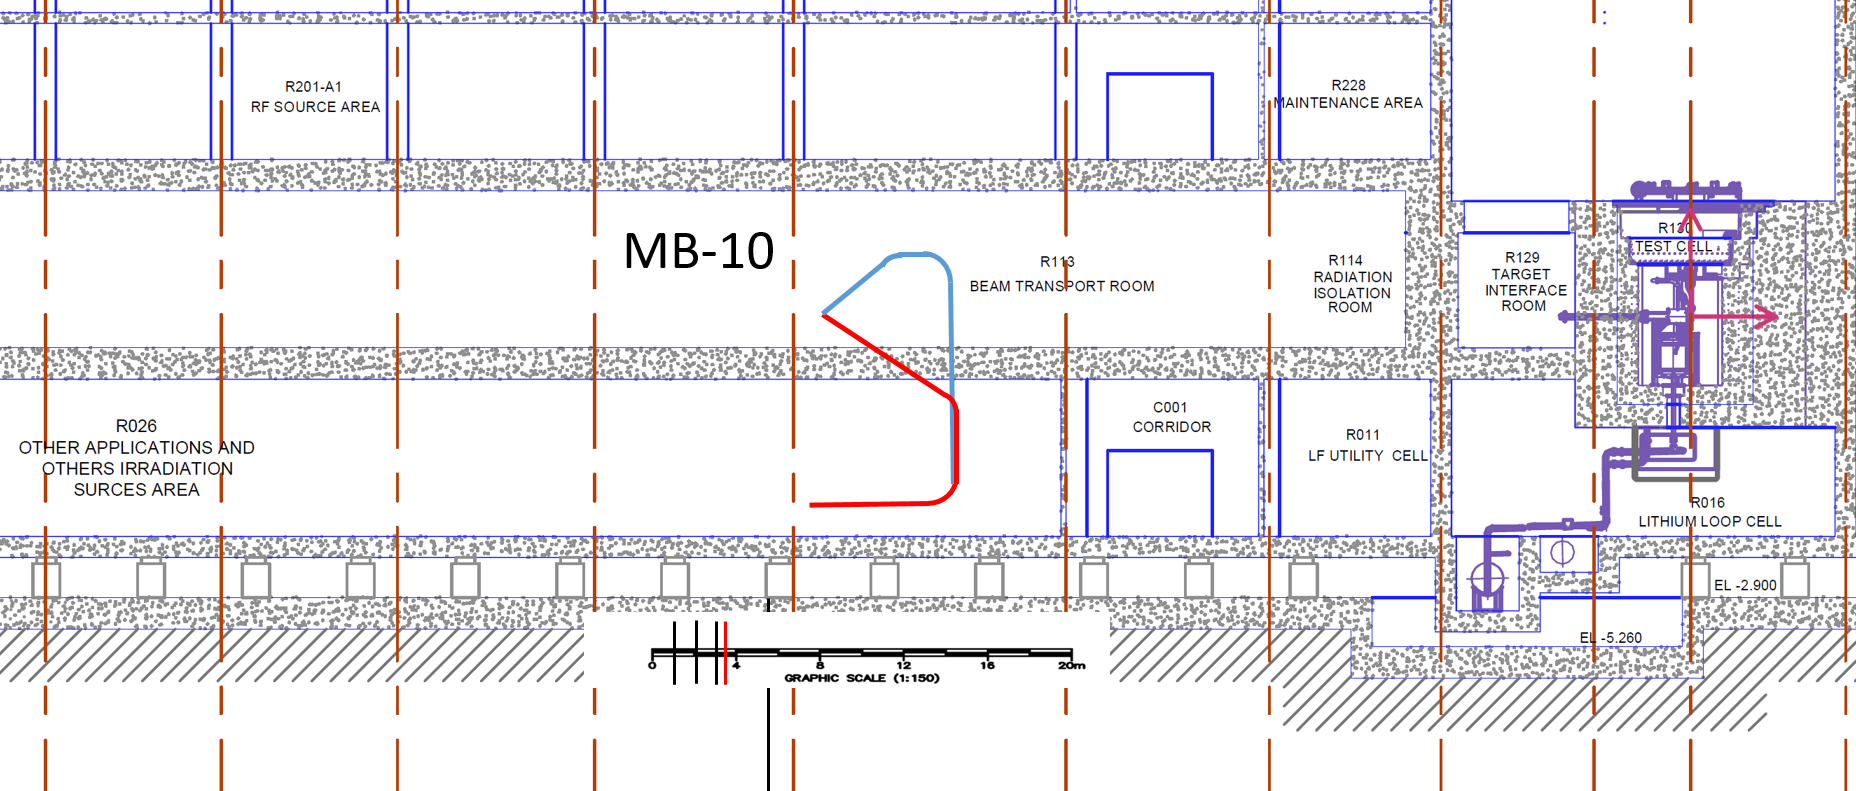 R201-A1
RF SOURCE AREA
R228
MAINTENANCE AREA
MB-10
R113
BEAM TRANSPORT ROOM
R114
RADIATION
ISOLATION
ROOM
R129
TARGET
INTERFACE
ROOM
R130
TEST CELL
R026
OTHER APPLICATIONS AND
OTHERS IRRADIATION
SURCES AREA
C001
CORRIDOR
R011
LF UTILITY CELL
R016
LITHIUM LOOP CELL
EL -2.900
EL -5.260
0 4 8 12 16 20m
GRAPHIC SCALE (1:150)